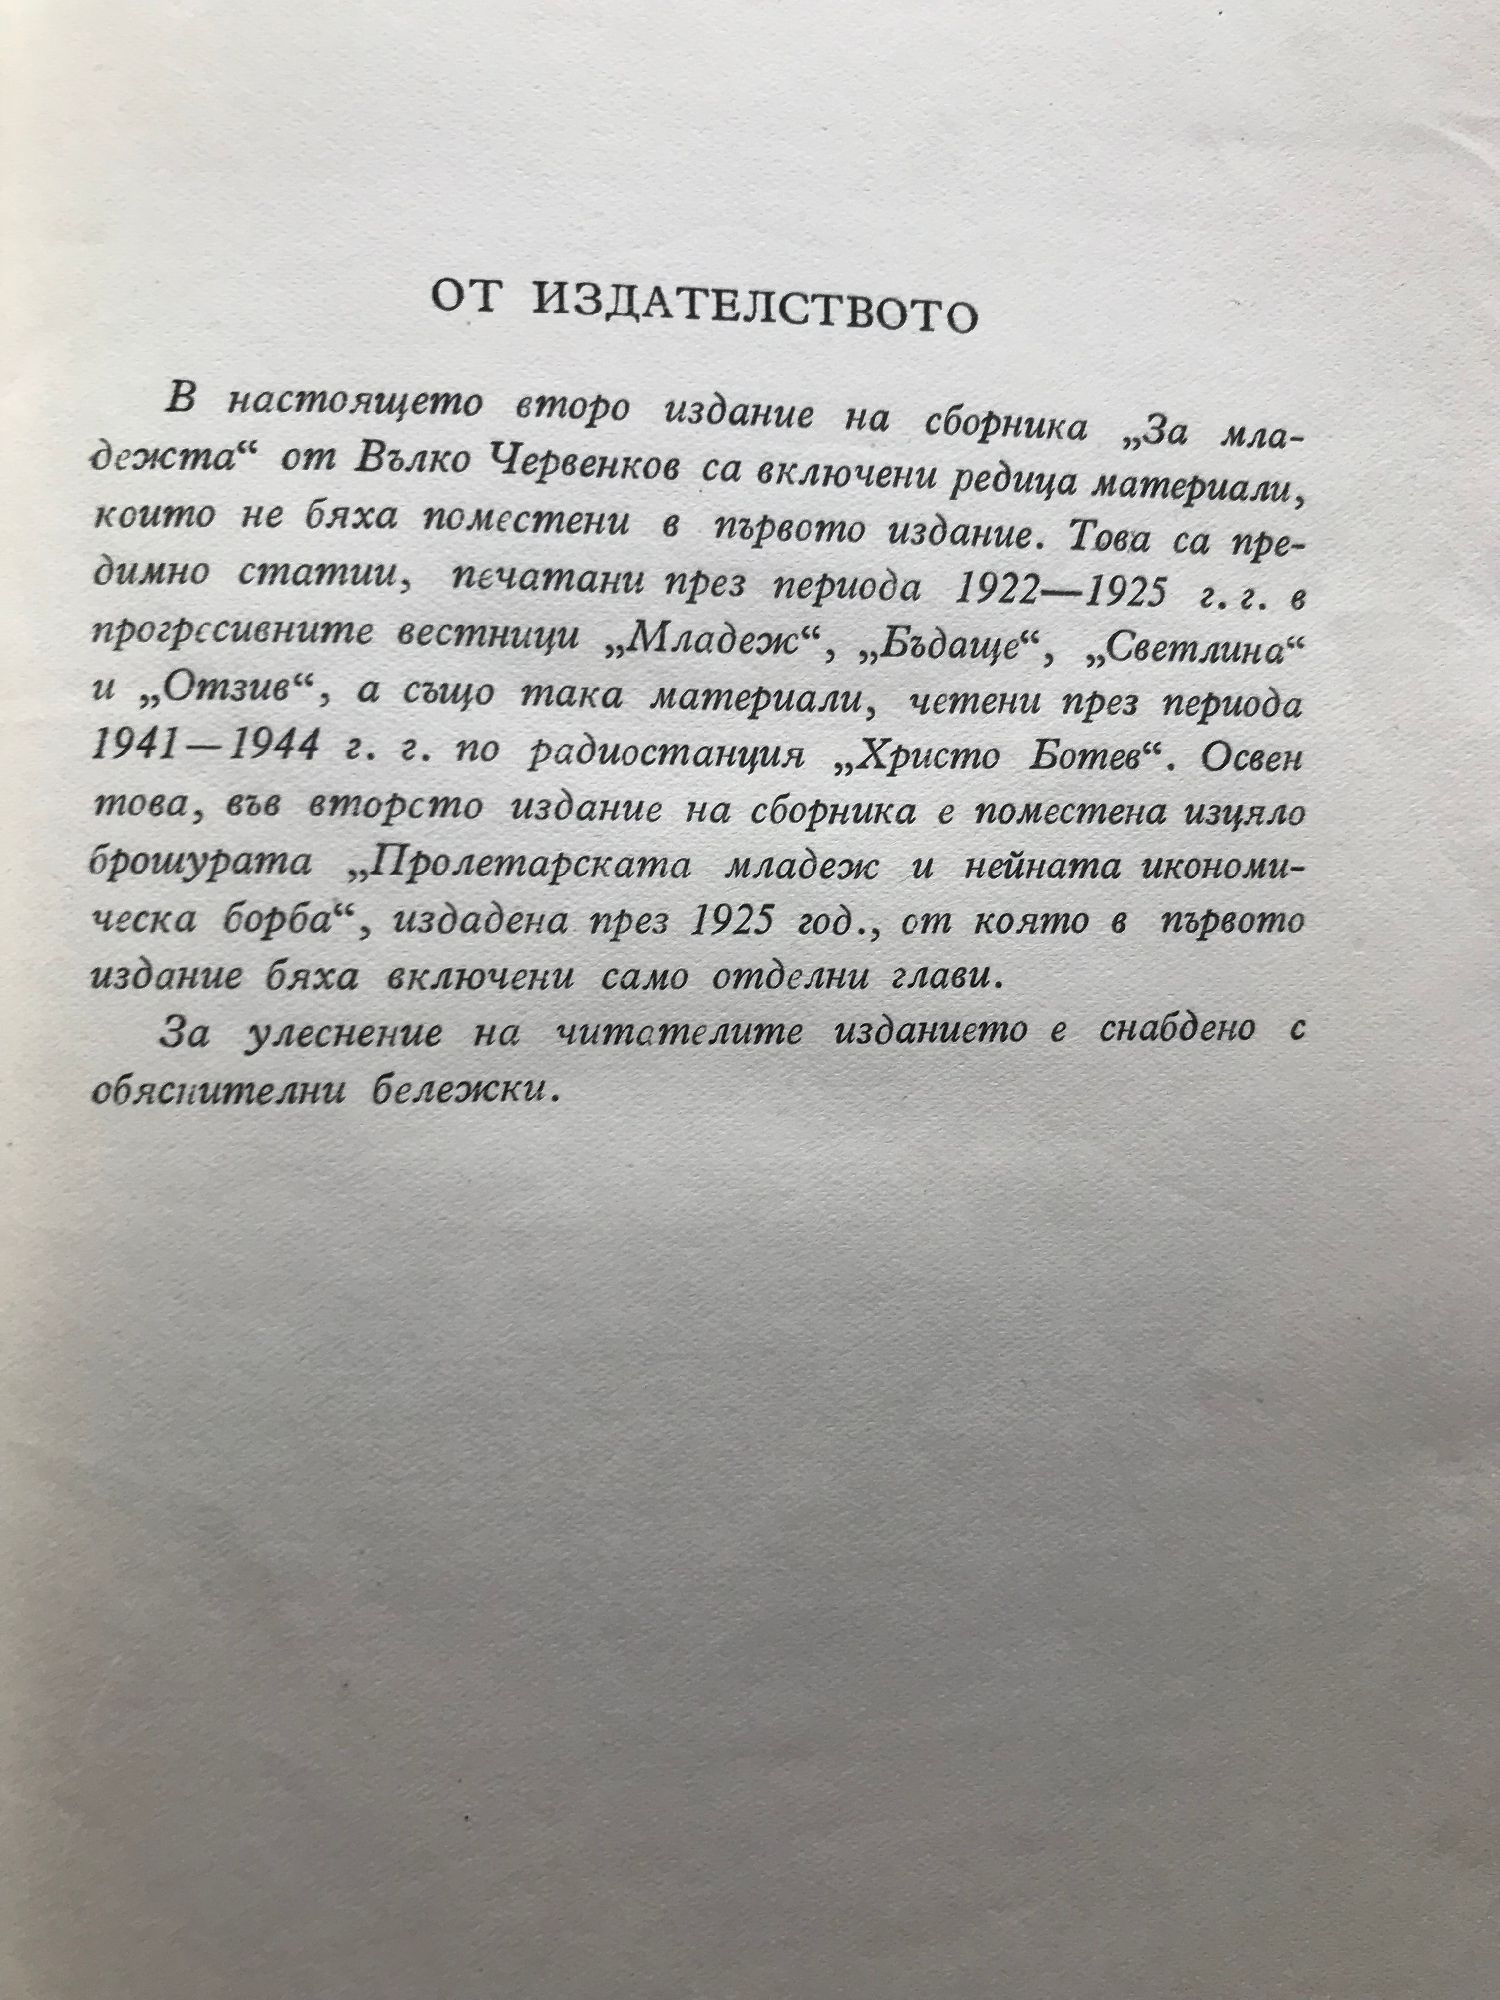 ОТ ИЗДАТЕЛСТВОТО
В настоящето второ издание на сборника „За мла-
дежта“ от Вълко Червенков са включени редица материали,
които не бяха поместени в първото издание. Това са пре-
димно статии, печатани през периода 1922—1925 г. г. в
прогресивните вестници „Младеж“, „Бъдаще“, „Светлина“
и „Отзив“, а също така материали, четени през периода
1941—1944 г. г. по радиостанция „Христо Ботев“. Освен
това, във второто издание на сборника е поместена изцяло
брошурата „Пролетарската младеж и нейната икономи-
ческа борба“, издадена през 1925 год., от която в първото
издание бяха включени само отделни глави.
За улеснение на читателите изданието е снабдено с
обяснителни бележки.